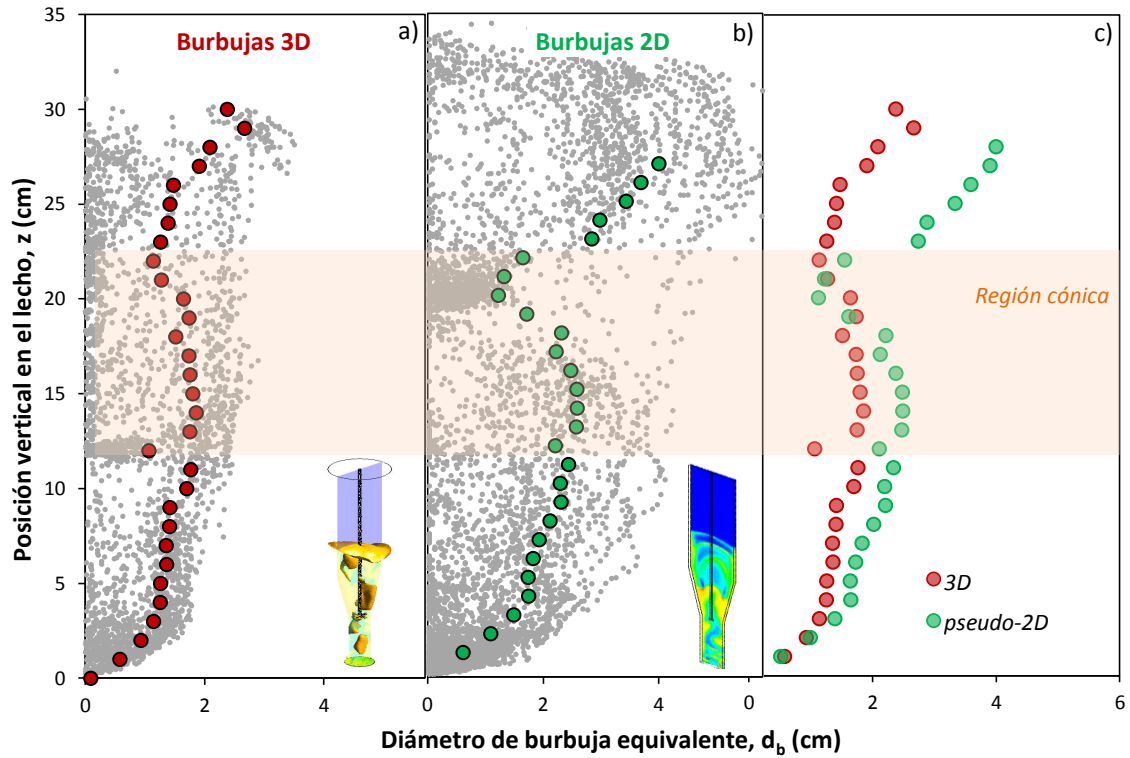 Burbujas 3D
a)
Burbujas 2D
b)
c)
35
30
25
20
15
10
5
0
Posición vertical en el lecho, z (cm)
Región cónica
3D
pseudo-2D
0 2 4
0 2 4 0
0 2 4 6
Diámetro de burbuja equivalente, d_b (cm)